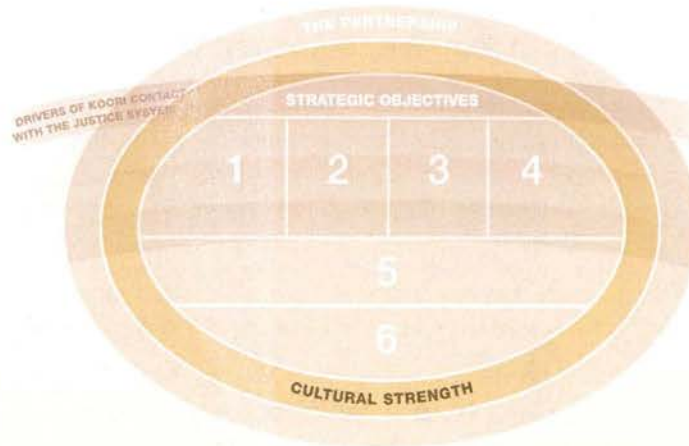 THE PARTNERSHIP
DRIVERS OF KOORI CONTACT
WITH THE JUSTICE SYSTEM
STRATEGIC OBJECTIVES
1 2 3 4
5
6
CULTURAL STRENGTH